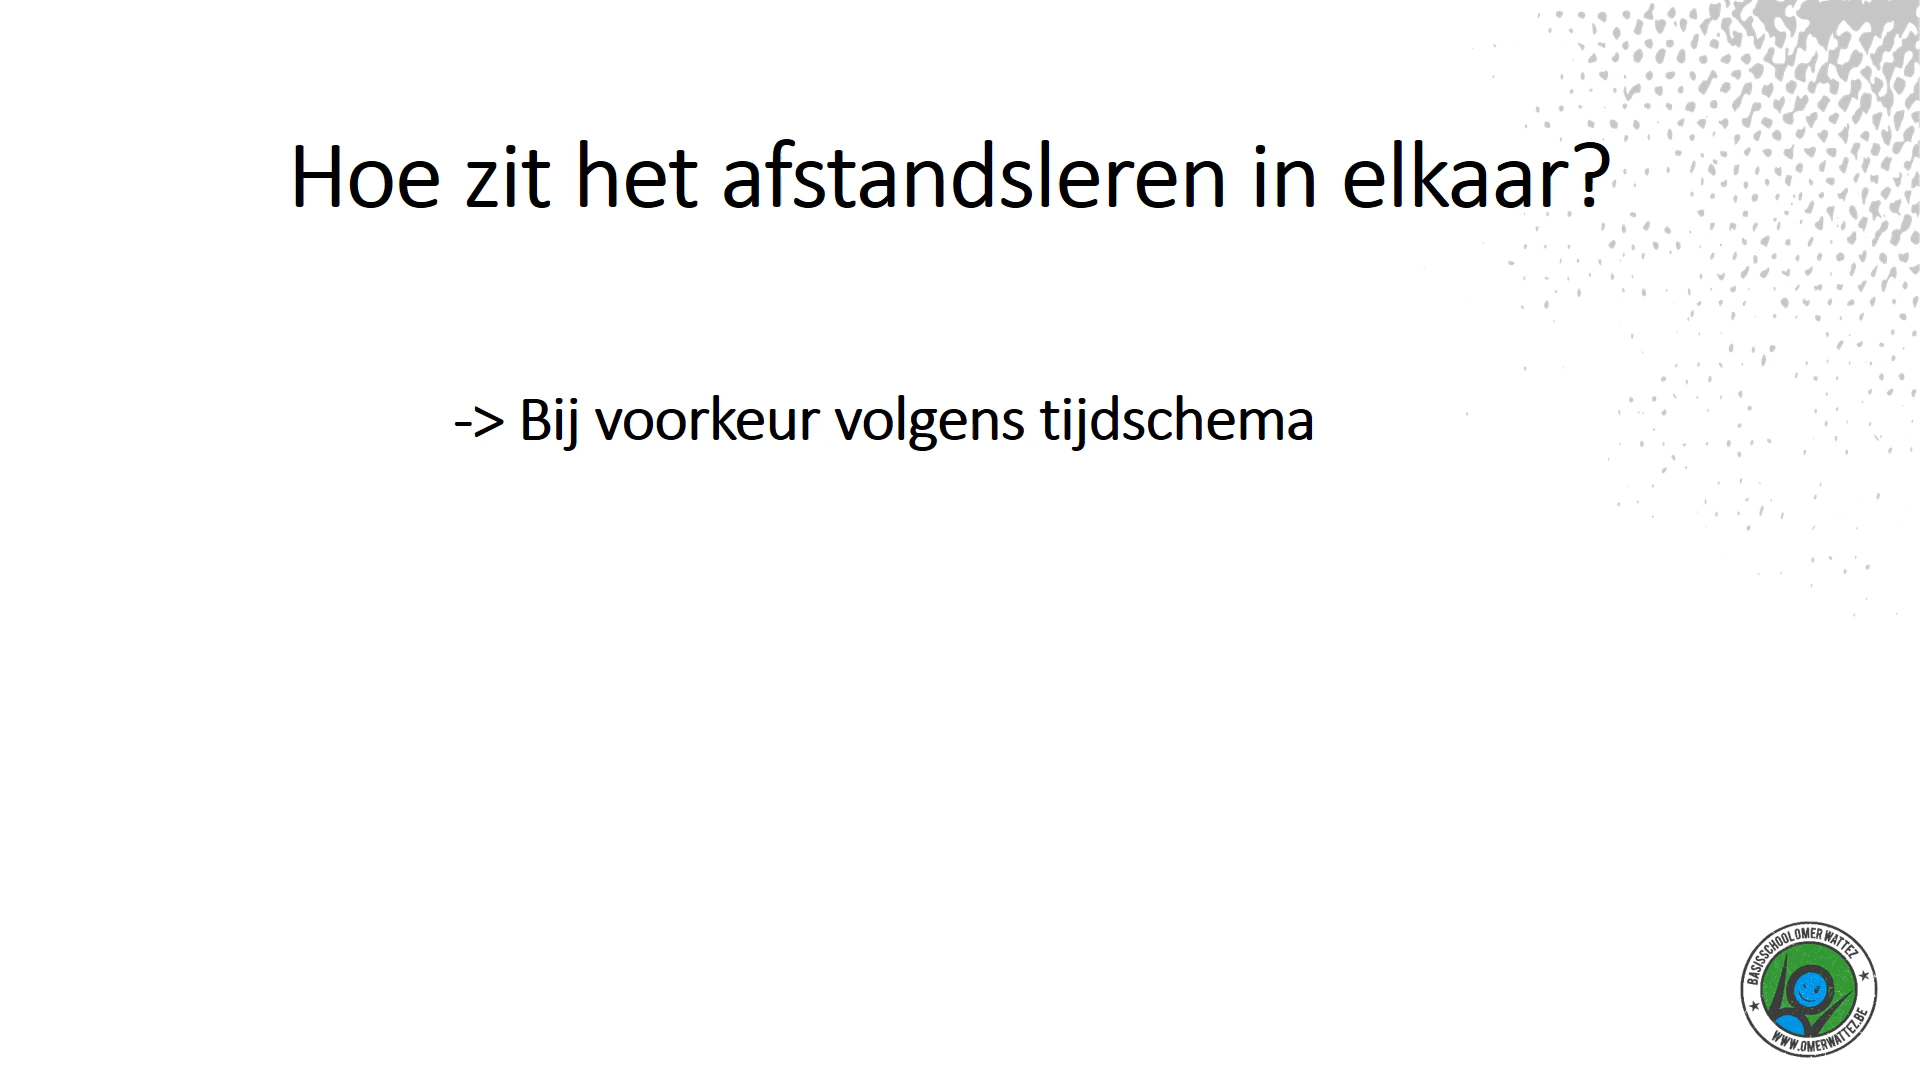 Hoe zit het afstandsleren in elkaar?
-> Bij voorkeur volgens tijdschema
BASISSCHOOL OMER WATTEZ
WWW.OMERWATTEZ.BE